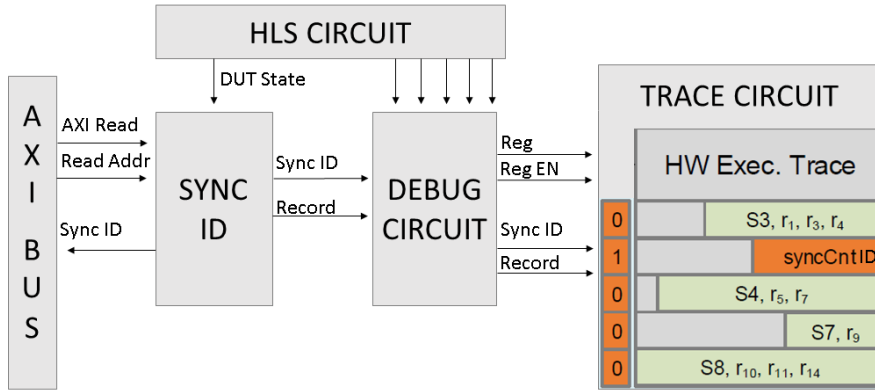 HLS CIRCUIT
DUT State
AXI BUS
AXI Read
Read Addr
Sync ID
SYNC
ID
Sync ID
Record
DEBUG
CIRCUIT
Reg
Reg EN
Sync ID
Record
TRACE CIRCUIT
HW Exec. Trace
0 S3, r1, r3, r4
1 syncCntID
0 S4, r5, r7
0 S7, r9
0 S8, r10, r11, r14